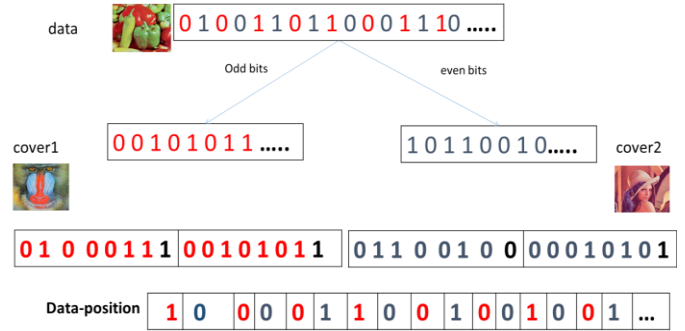 data
0 1 0 0 1 1 0 1 1 0 0 0 1 1 1 0 .....
Odd bits
even bits
0 0 1 0 1 0 1 1 .....
1 0 1 1 0 0 1 0.....
cover1
cover2
0 1 0 0 0 1 1 1 0 0 1 0 1 0 1 1
0 1 1 0 0 1 0 0 0 0 0 1 0 1 0 1
Data-position 1 0 0 0 0 1 1 0 0 1 0 0 1 0 0 1 ...